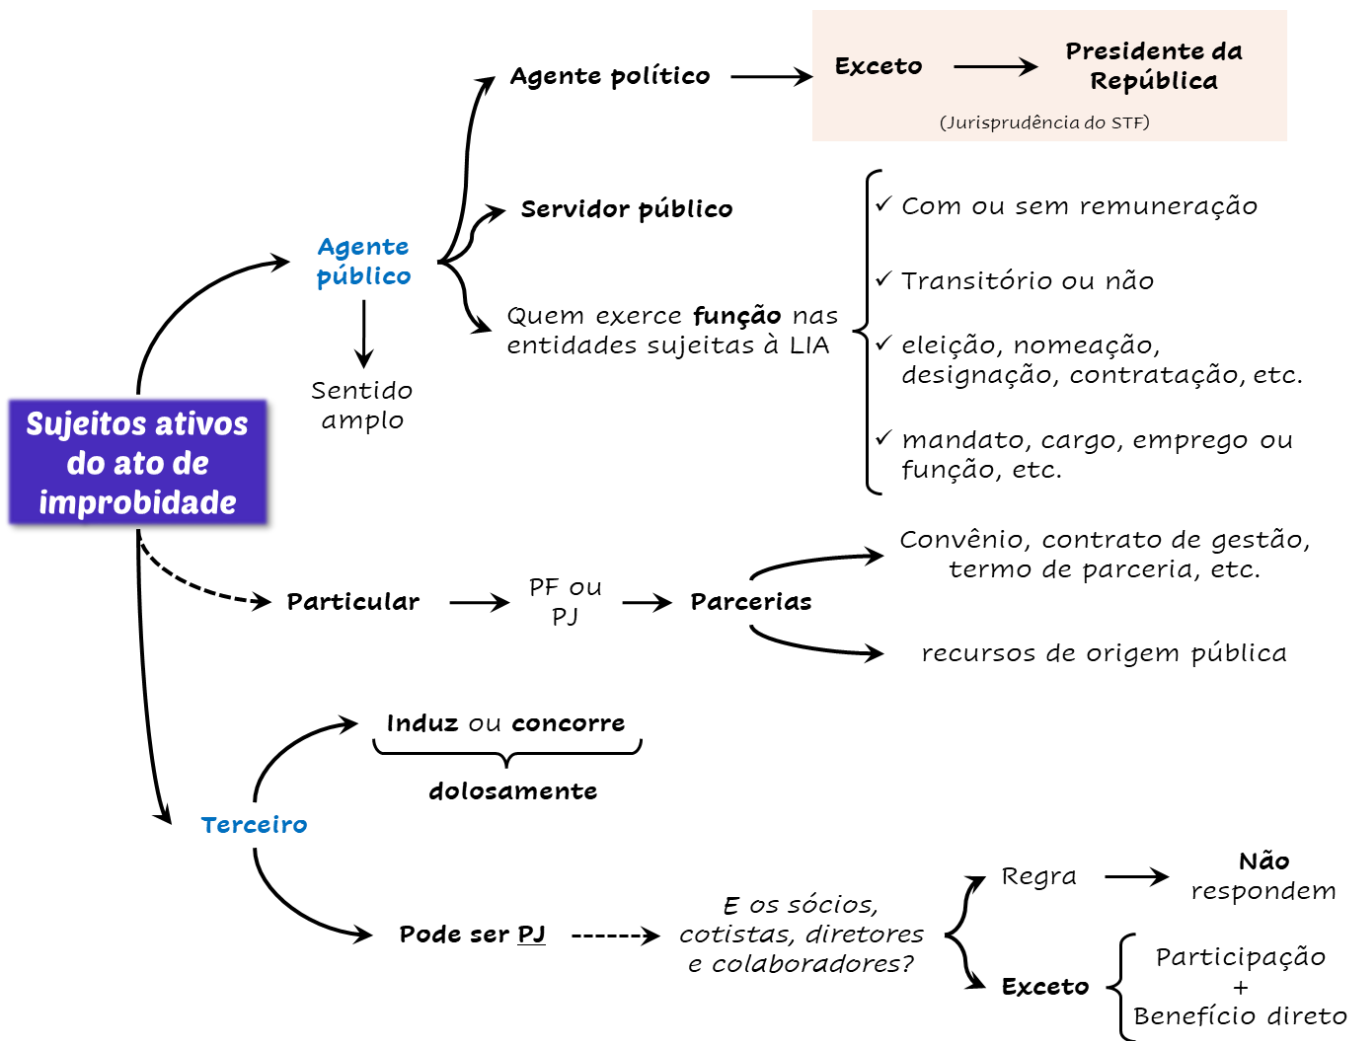 Sujeitos ativos
do ato de
improbidade
Agente
público
Sentido
amplo
Agente político
Exceto
Presidente da
República
(Jurisprudência do STF)
Servidor público
Quem exerce função nas
entidades sujeitas à LIA
✓ Com ou sem remuneração
✓ Transitório ou não
✓ eleição, nomeação,
designação, contratação, etc.
✓ mandato, cargo, emprego ou
função, etc.
Particular
PF ou
PJ
Parcerias
Convênio, contrato de gestão,
termo de parceria, etc.
recursos de origem pública
Terceiro
Induz ou concorre
dolosamente
Pode ser PJ
E os sócios,
cotistas, diretores
e colaboradores?
Regra
Não
respondem
Exceto
Participação
+
Benefício direto